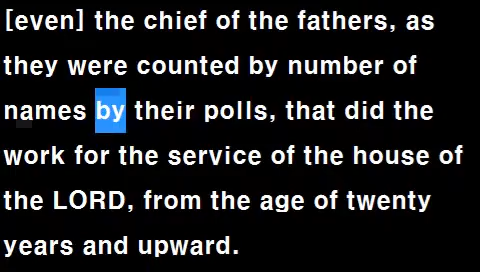 [even] the chief of the fathers, as
they were counted by number of
names by their polls, that did the
work for the service of the house of
the LORD, from the age of twenty
years and upward.